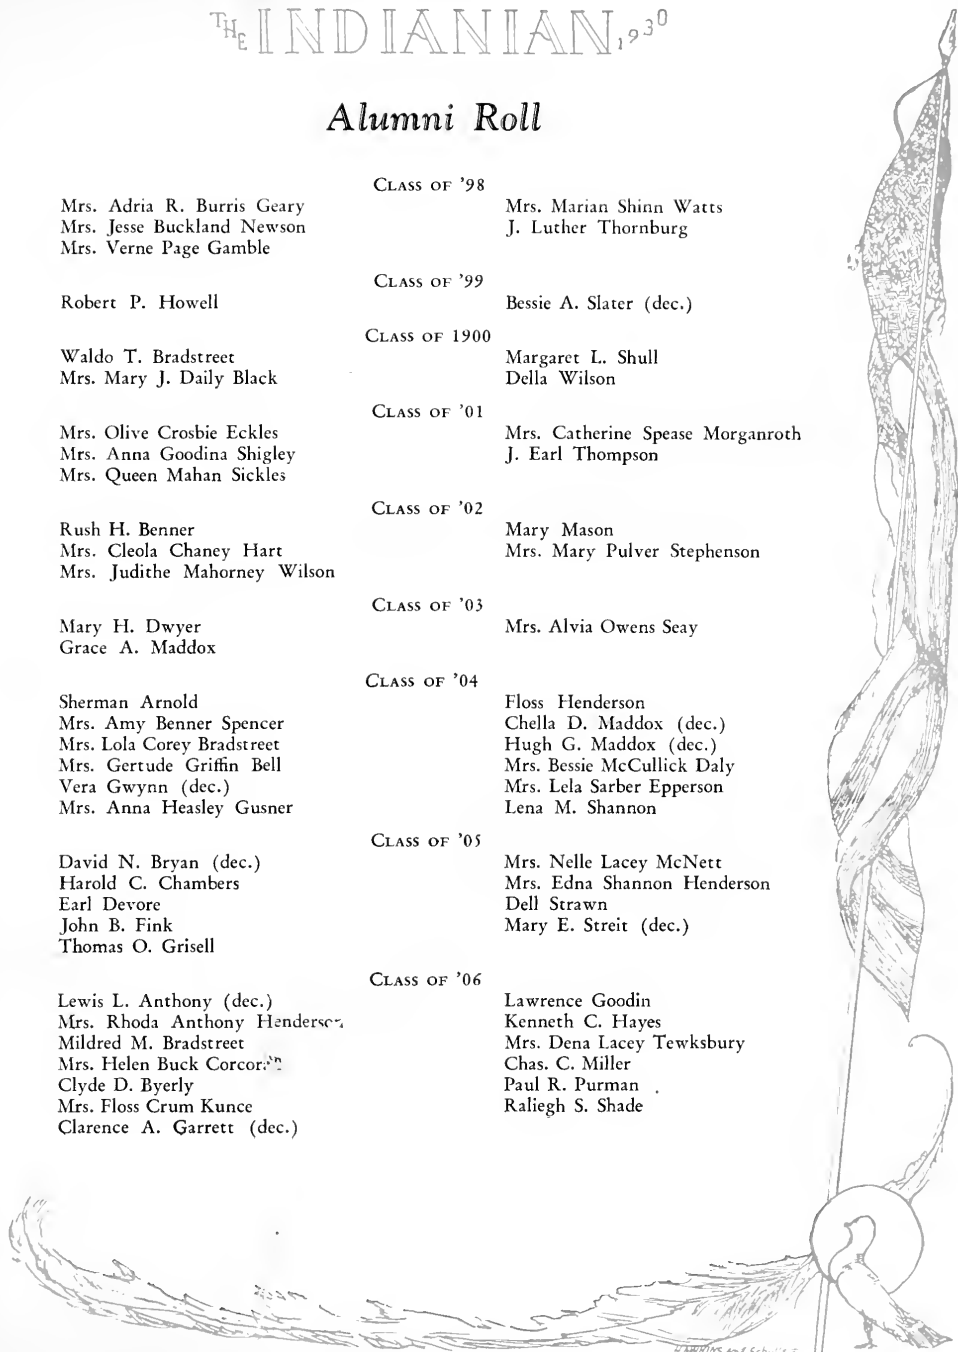 THE INDIANIAN 1930
Alumni Roll
CLASS OF '98
Mrs. Adria R. Burris Geary
Mrs. Jesse Buckland Newson
Mrs. Verne Page Gamble
Mrs. Marian Shinn Watts
J. Luther Thornburg
CLASS OF '99
Robert P. Howell
Bessie A. Slater (dec.)
CLASS OF 1900
Waldo T. Bradstreet
Mrs. Mary J. Daily Black
Margaret L. Shull
Della Wilson
CLASS OF '01
Mrs. Olive Crosbie Eckles
Mrs. Anna Goodina Shigley
Mrs. Queen Mahan Sickles
Mrs. Catherine Spease Morganroth
J. Earl Thompson
CLASS OF '02
Rush H. Benner
Mrs. Cleola Chaney Hart
Mrs. Judithe Mahorney Wilson
Mary Mason
Mrs. Mary Pulver Stephenson
CLASS OF '03
Mary H. Dwyer
Grace A. Maddox
Mrs. Alvia Owens Seay
CLASS OF '04
Sherman Arnold
Mrs. Amy Benner Spencer
Mrs. Lola Corey Bradstreet
Mrs. Gertude Griffin Bell
Vera Gwynn (dec.)
Mrs. Anna Heasley Gusner
Floss Henderson
Chella D. Maddox (dec.)
Hugh G. Maddox (dec.)
Mrs. Bessie McCullick Daly
Mrs. Lela Sarber Epperson
Lena M. Shannon
CLASS OF '05
David N. Bryan (dec.)
Harold C. Chambers
Earl Devore
John B. Fink
Thomas O. Grisell
Mrs. Nelle Lacey McNett
Mrs. Edna Shannon Henderson
Dell Strawn
Mary E. Streit (dec.)
CLASS OF '06
Lewis L. Anthony (dec.)
Mrs. Rhoda Anthony Henderson
Mildred M. Bradstreet
Mrs. Helen Buck Corcoran
Clyde D. Byerly
Mrs. Floss Crum Kunce
Clarence A. Garrett (dec.)
Lawrence Goodin
Kenneth C. Hayes
Mrs. Dena Lacey Tewksbury
Chas. C. Miller
Paul R. Purman
Raliegh S. Shade
HAWKINS and